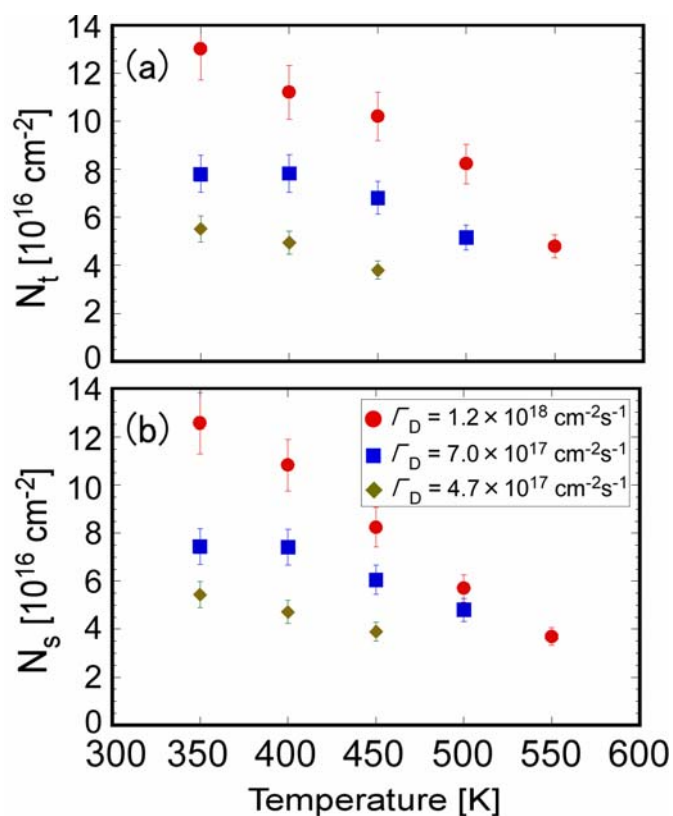 14
(a)
12
10
8
6
4
2
0
N_t [10^16 cm^-2]
14
(b)
12
10
8
6
4
2
0
N_s [10^16 cm^-2]
Γ_D = 1.2 × 10^18 cm^-2s^-1
Γ_D = 7.0 × 10^17 cm^-2s^-1
Γ_D = 4.7 × 10^17 cm^-2s^-1
300 350 400 450 500 550 600
Temperature [K]